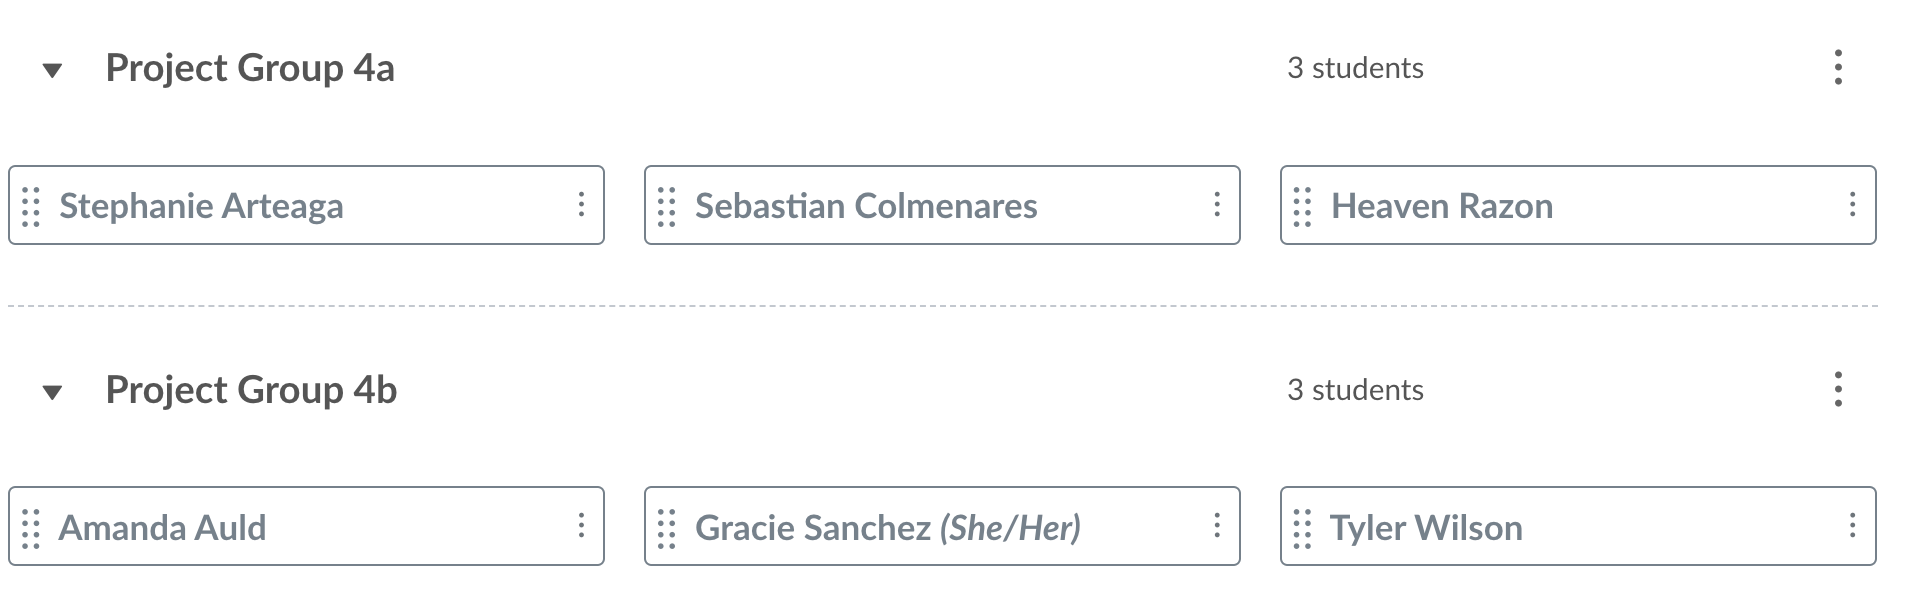 Project Group 4a 3 students
Stephanie Arteaga Sebastian Colmenares Heaven Razon
Project Group 4b 3 students
Amanda Auld Gracie Sanchez (She/Her) Tyler Wilson